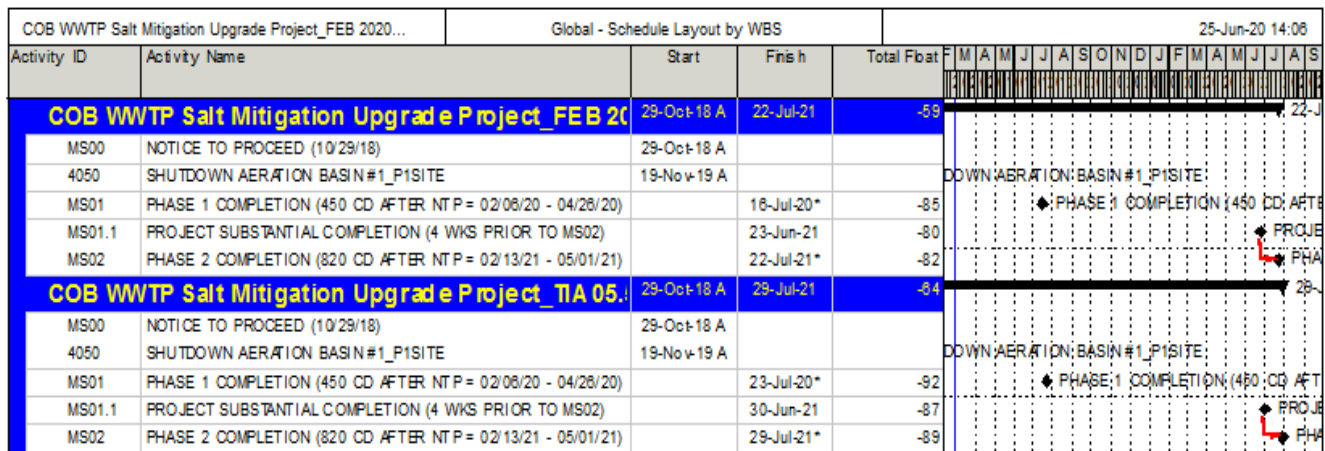 COB WWTP Salt Mitigation Upgrade Project_FEB 2020... Global - Schedule Layout by WBS 25-Jun-20 14:06
Activity ID Activity Name Start Finish Total Float F M A M J J A S O N D J F M A M J J A S
COB WWTP Salt Mitigation Upgrade Project_FEB 20 29-Oct-18 A 22-Jul-21 -59 22-J
MS00 NOTICE TO PROCEED (10/29/18) 29-Oct-18 A
4050 SHUTDOWN AERATION BASIN #1_P1SITE 19-Nov-19 A DOWN AERATION BASIN #1_P1SITE
MS01 PHASE 1 COMPLETION (450 CD AFTER NTP = 02/06/20 - 04/26/20) 16-Jul-20* -85 PHASE 1 COMPLETION (450 CD AFTE
MS01.1 PROJECT SUBSTANTIAL COMPLETION (4 WKS PRIOR TO MS02) 23-Jun-21 -80 PROJE
MS02 PHASE 2 COMPLETION (820 CD AFTER NTP = 02/13/21 - 05/01/21) 22-Jul-21* -82 PHA
COB WWTP Salt Mitigation Upgrade Project_TIA 05. 29-Oct-18 A 29-Jul-21 -64 29-J
MS00 NOTICE TO PROCEED (10/29/18) 29-Oct-18 A
4050 SHUTDOWN AERATION BASIN #1_P1SITE 19-Nov-19 A DOWN AERATION BASIN #1_P1SITE
MS01 PHASE 1 COMPLETION (450 CD AFTER NTP = 02/06/20 - 04/26/20) 23-Jul-20* -92 PHASE 1 COMPLETION (450 CD AFT
MS01.1 PROJECT SUBSTANTIAL COMPLETION (4 WKS PRIOR TO MS02) 30-Jun-21 -87 PROJE
MS02 PHASE 2 COMPLETION (820 CD AFTER NTP = 02/13/21 - 05/01/21) 29-Jul-21* -89 PHA